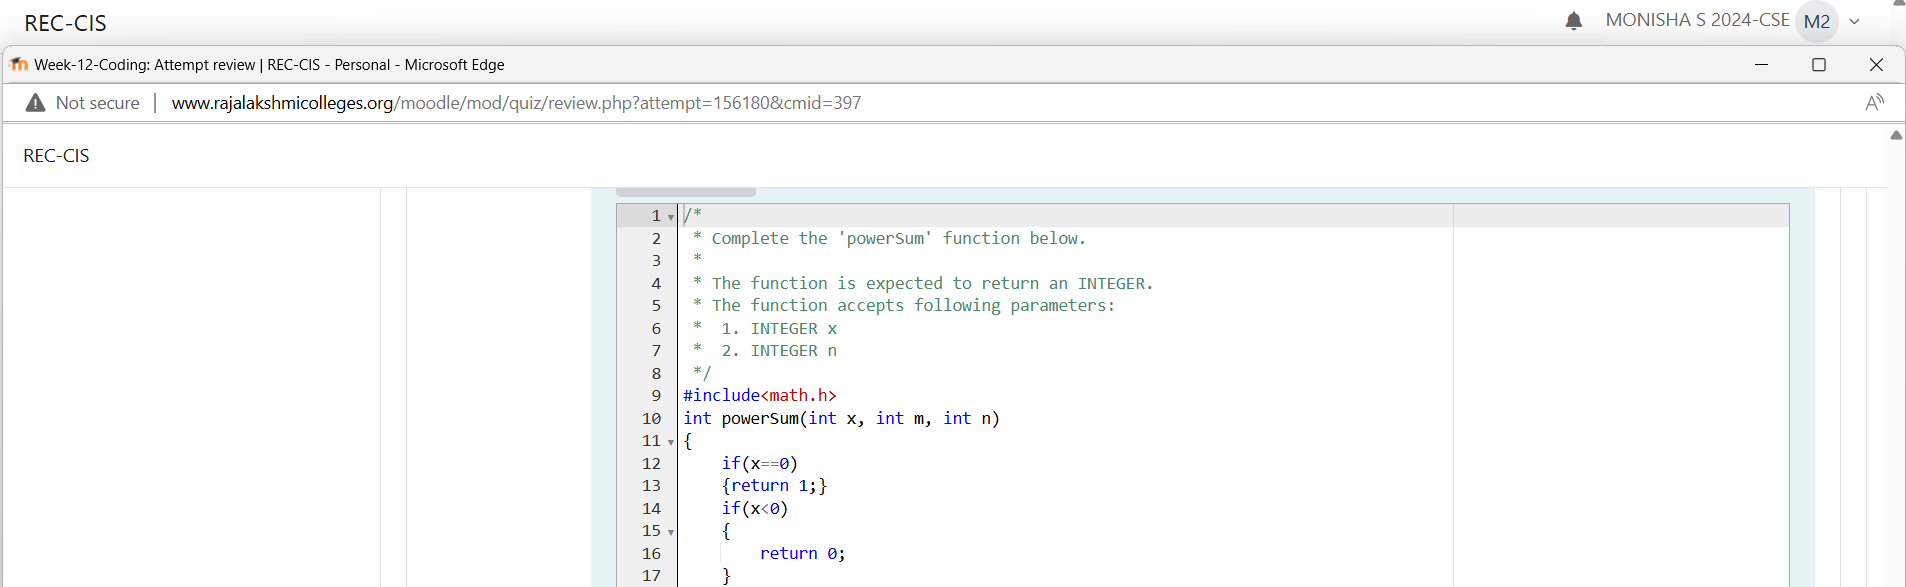 REC-CIS
MONISHA S 2024-CSE M2
Week-12-Coding: Attempt review | REC-CIS - Personal - Microsoft Edge
Not secure | www.rajalakshmicolleges.org/moodle/mod/quiz/review.php?attempt=156180&cmid=397
REC-CIS
1 /*
2  * Complete the 'powerSum' function below.
3  *
4  * The function is expected to return an INTEGER.
5  * The function accepts following parameters:
6  *  1. INTEGER x
7  *  2. INTEGER n
8  */
9 #include<math.h>
10 int powerSum(int x, int m, int n)
11 {
12     if(x==0)
13     {return 1;}
14     if(x<0)
15     {
16         return 0;
17     }